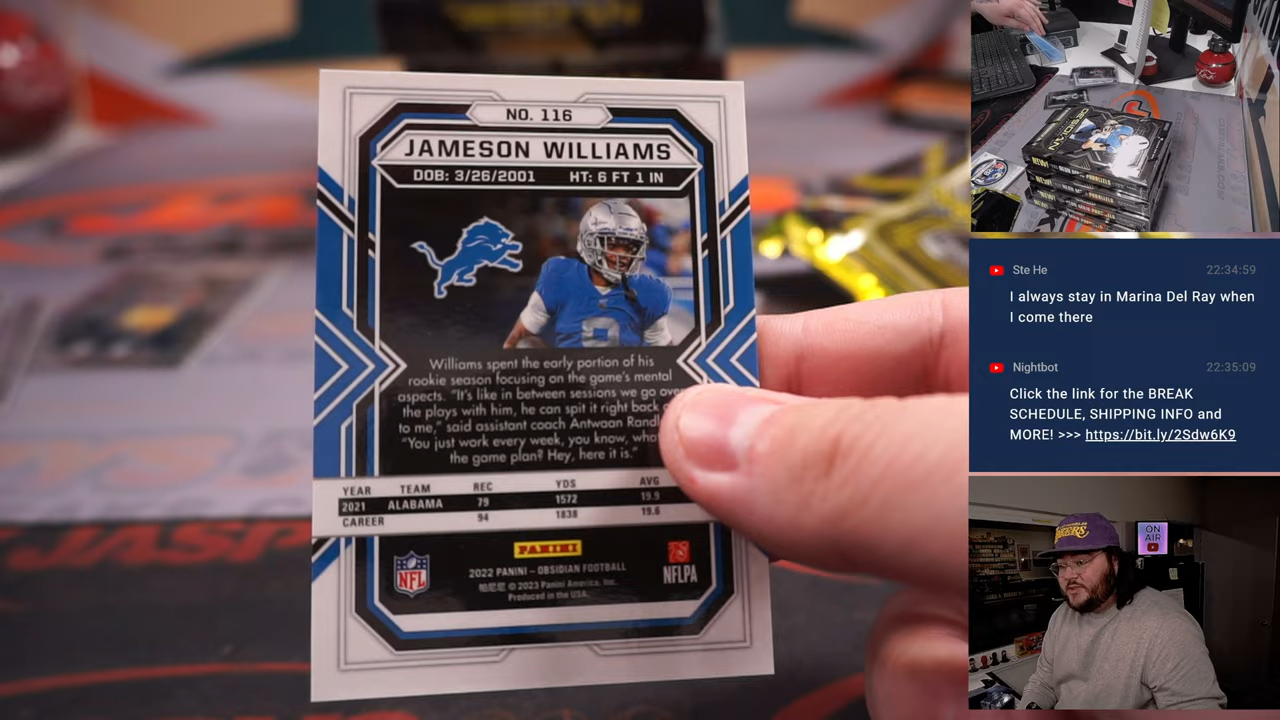 NO. 116
JAMESON WILLIAMS
DOB: 3/26/2001 HT: 6 FT 1 IN
Williams spent the early portion of his
rookie season focusing on the game's mental
aspects. "It's like in between sessions we go over
the plays with him, he can spit it right back
to me," said assistant coach Antwaan Randl
"You just work every week, you know,
the game plan? Hey, here it is."
YEAR TEAM REC YDS AVG
2021 ALABAMA 79 1572 19.9
CAREER 94 1838 19.6
NFL
PANINI
NFLPA
2022 PANINI – OBSIDIAN FOOTBALL
© 2023 Panini America, Inc.
Produced in the USA.
Ste He 22:34:59
I always stay in Marina Del Ray when
I come there
Nightbot 22:35:09
Click the link for the BREAK
SCHEDULE, SHIPPING INFO and
MORE! >>> https://bit.ly/2Sdw6K9
ON
AIR
JASP